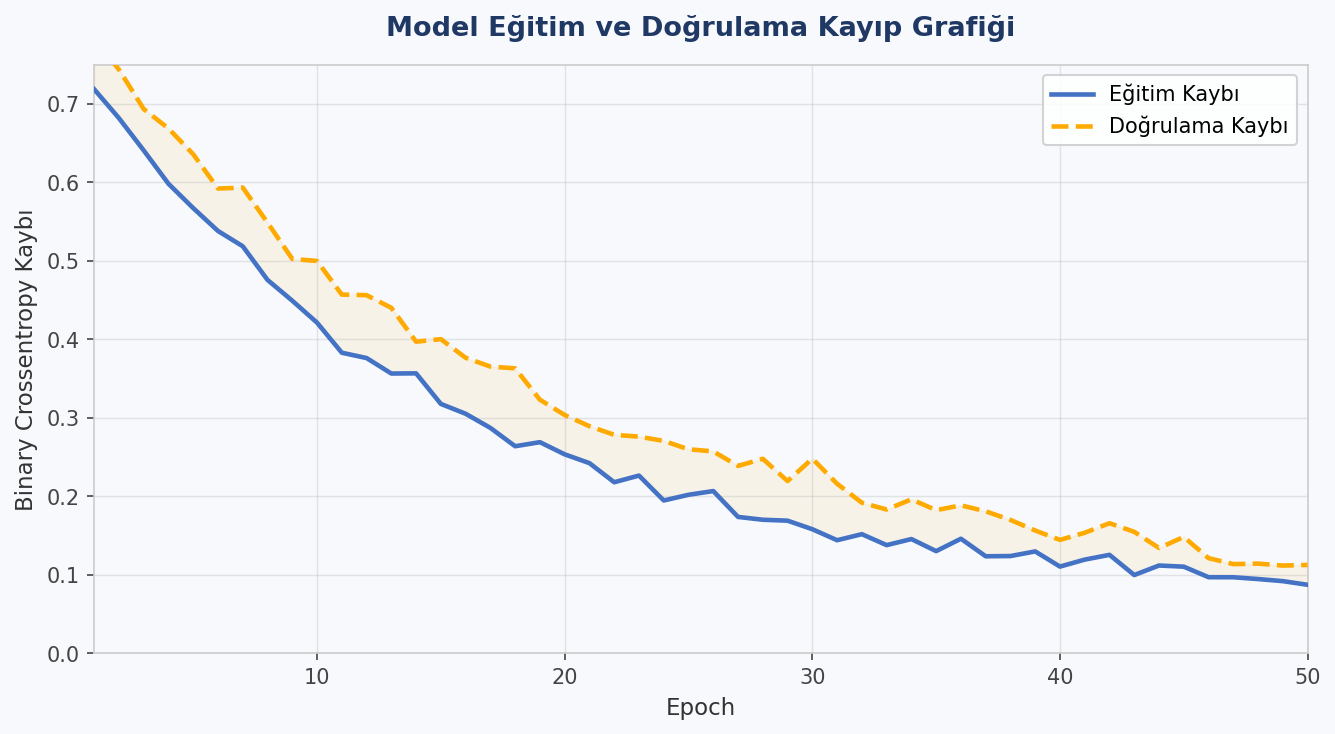 Model Eğitim ve Doğrulama Kayıp Grafiği
Eğitim Kaybı
Doğrulama Kaybı
Binary Crossentropy Kaybı
0.7
0.6
0.5
0.4
0.3
0.2
0.1
0.0
10 20 30 40 50
Epoch